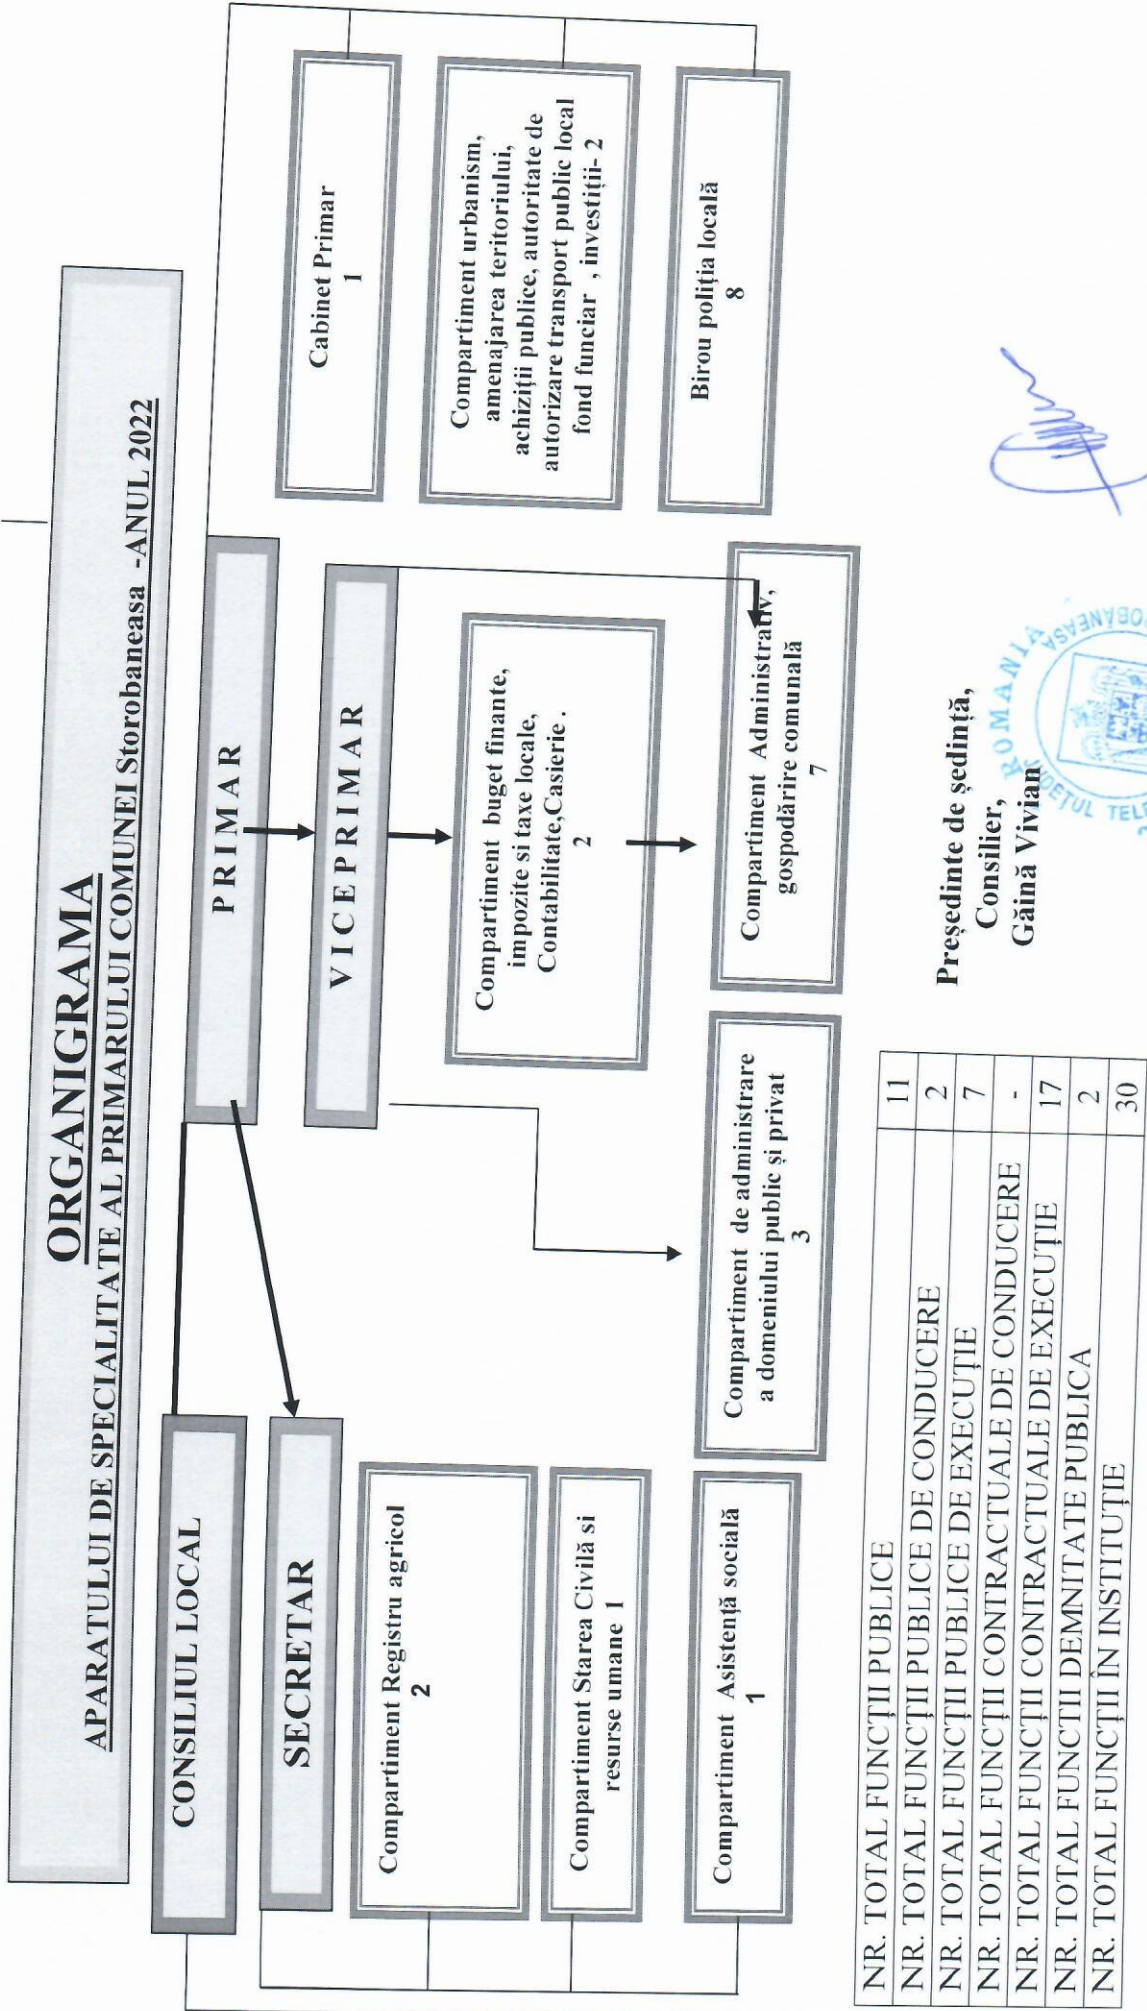 ORGANIGRAMA
APARATULUI DE SPECIALITATE AL PRIMARULUI COMUNEI Storobaneasa -ANUL 2022
CONSILIUL LOCAL
PRIMAR
SECRETAR
VICEPRIMAR
Cabinet Primar
1
Compartiment Registru agricol
2
Compartiment buget finante,
impozite si taxe locale,
Contabilitate,Casierie .
2
Compartiment urbanism,
amenajarea teritoriului,
achiziții publice, autoritate de
autorizare transport public local
fond funciar , investiții- 2
Compartiment Starea Civilă si
resurse umane 1
Compartiment Asistență socială
1
Compartiment de administrare
a domeniului public și privat
3
Compartiment Administrativ,
gospodărire comunală
7
Birou poliția locală
8
NR. TOTAL FUNCȚII PUBLICE 11
NR. TOTAL FUNCȚII PUBLICE DE CONDUCERE 2
NR. TOTAL FUNCȚII PUBLICE DE EXECUȚIE 7
NR. TOTAL FUNCȚII CONTRACTUALE DE CONDUCERE -
NR. TOTAL FUNCȚII CONTRACTUALE DE EXECUȚIE 17
NR. TOTAL FUNCTII DEMNITATE PUBLICA 2
NR. TOTAL FUNCȚII ÎN INSTITUȚIE 30
Președinte de ședință,
Consilier,
Găină Vivian
ROMANIA